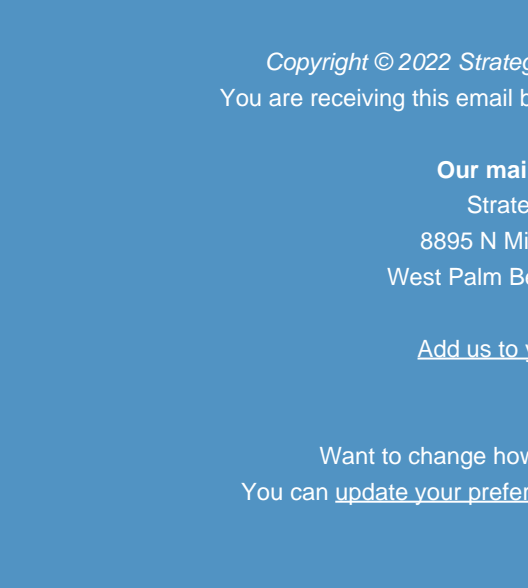 Copyright © 2022 Strateg
You are receiving this email b
Our mai
Strate
8895 N Mi
West Palm Be
Add us to y
Want to change how
You can update your prefer